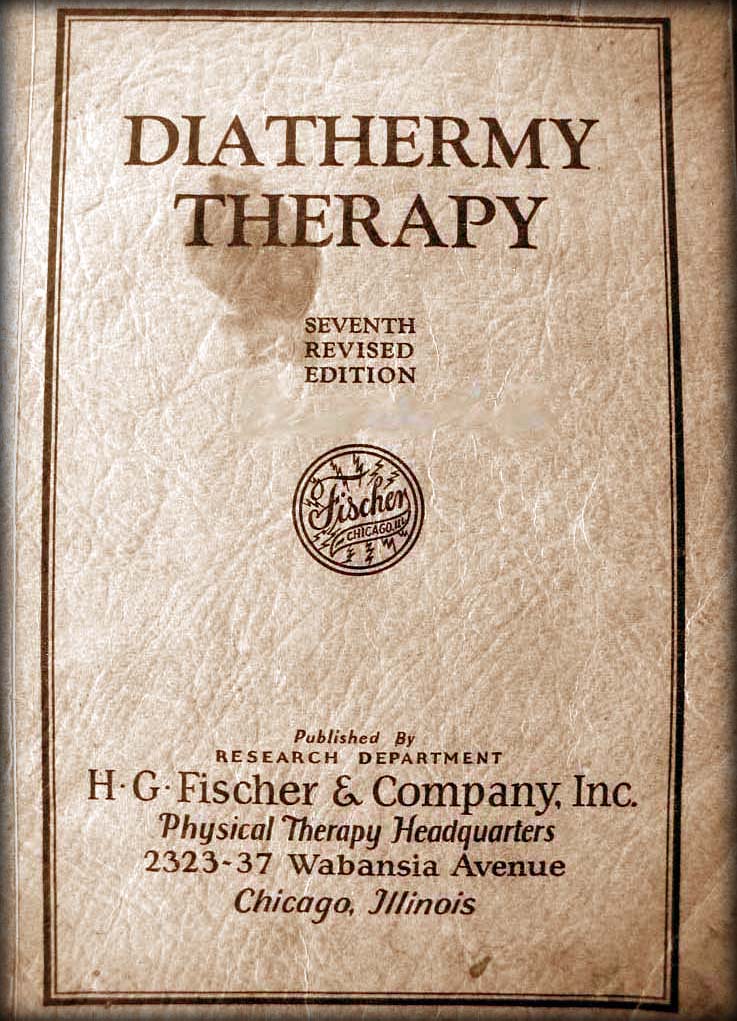 DIATHERMY
THERAPY
SEVENTH
REVISED
EDITION
Fischer
CHICAGO, ILL.
Published By
RESEARCH DEPARTMENT
H·G·Fischer & Company, Inc.
Physical Therapy Headquarters
2323-37 Wabansia Avenue
Chicago, Illinois